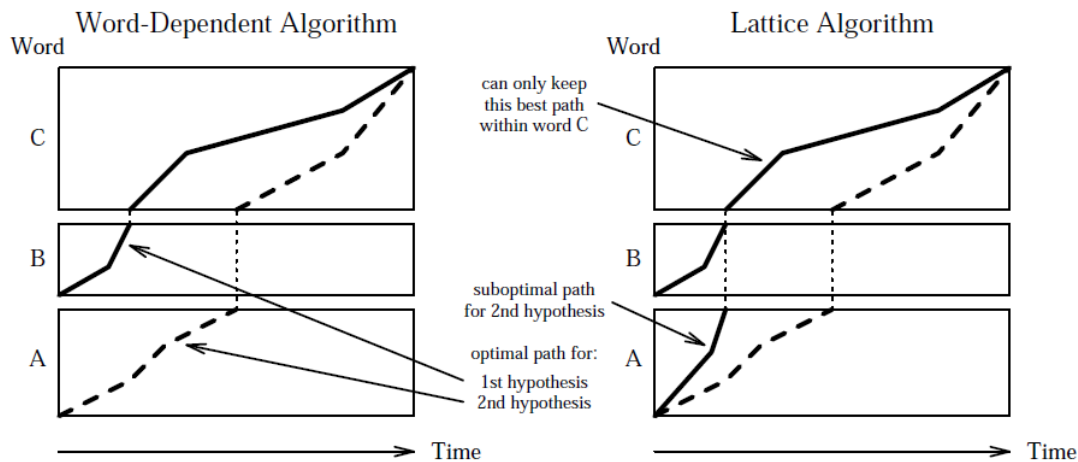 Word-Dependent Algorithm
Word
C
B
A
Time
can only keep
this best path
within word C
suboptimal path
for 2nd hypothesis
optimal path for:
1st hypothesis
2nd hypothesis
Lattice Algorithm
Word
C
B
A
Time